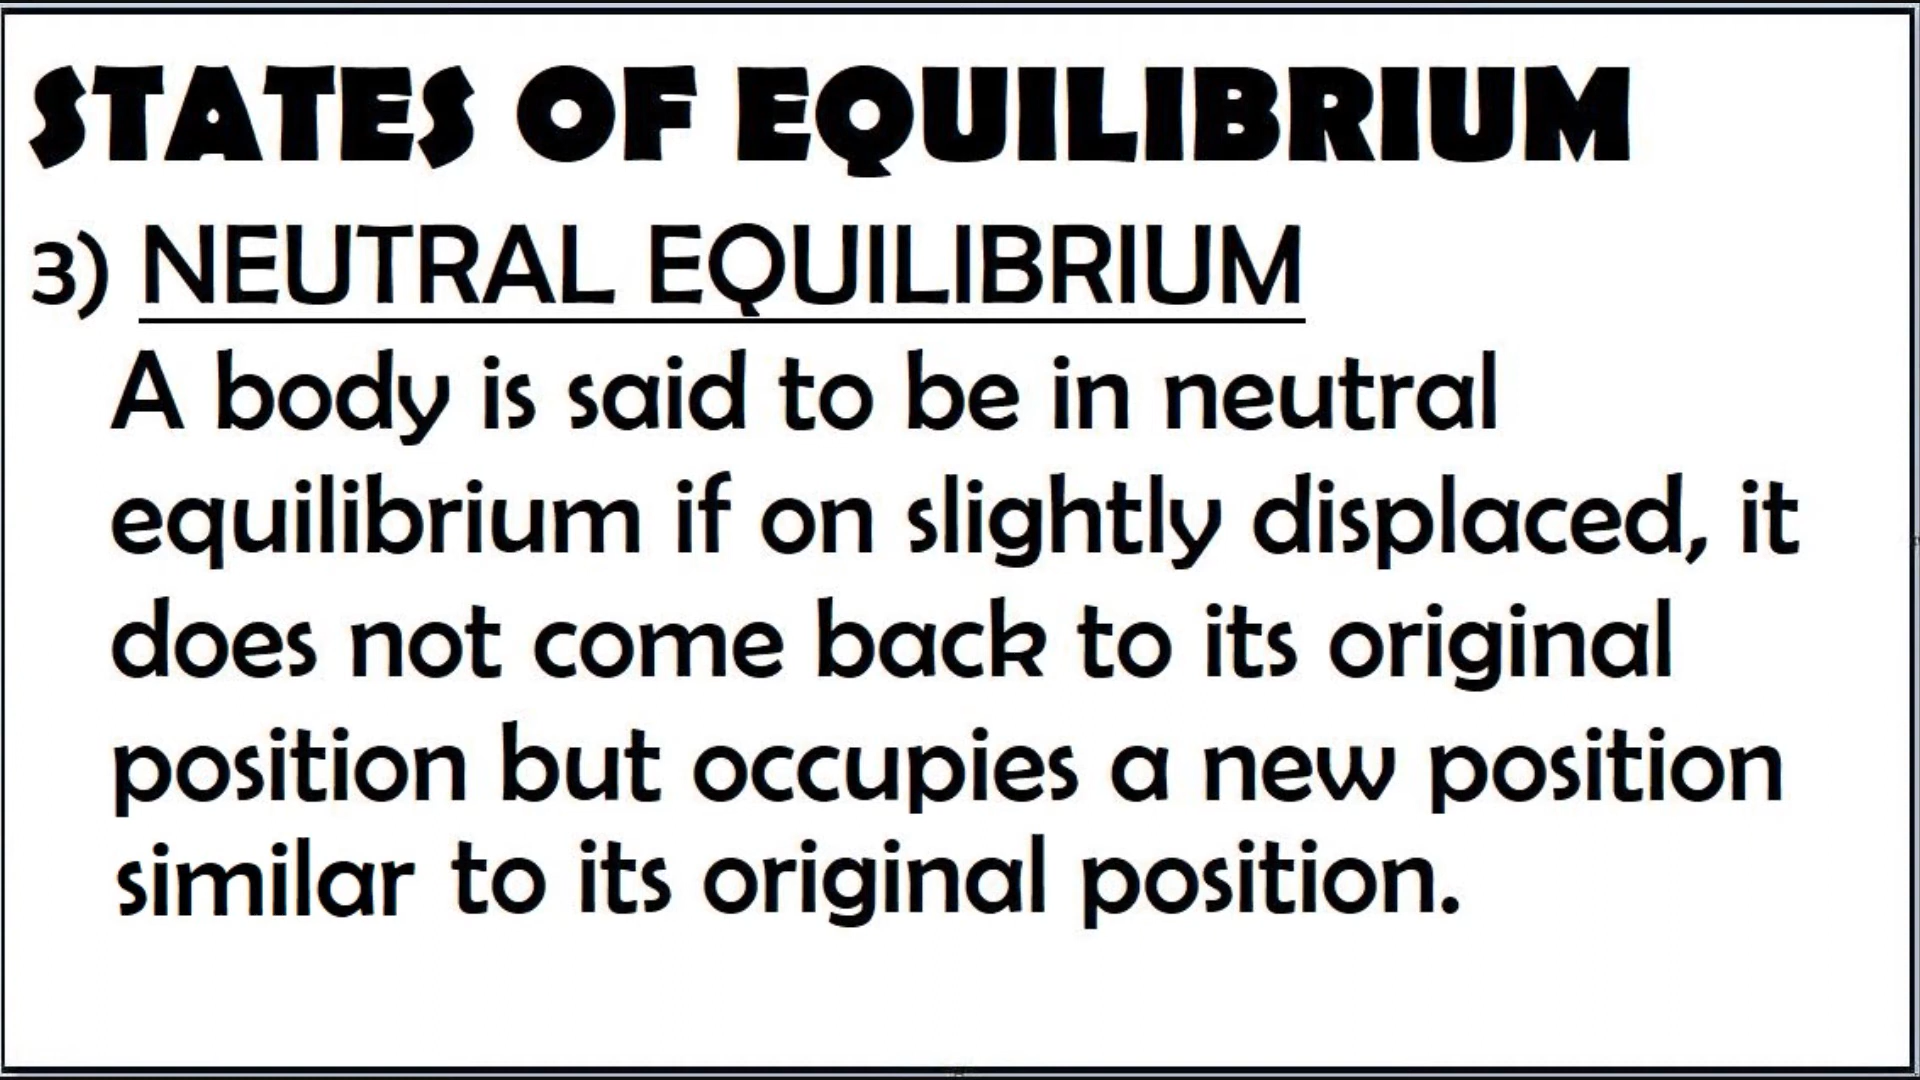 STATES OF EQUILIBRIUM
3) NEUTRAL EQUILIBRIUM
A body is said to be in neutral
equilibrium if on slightly displaced, it
does not come back to its original
position but occupies a new position
similar to its original position.